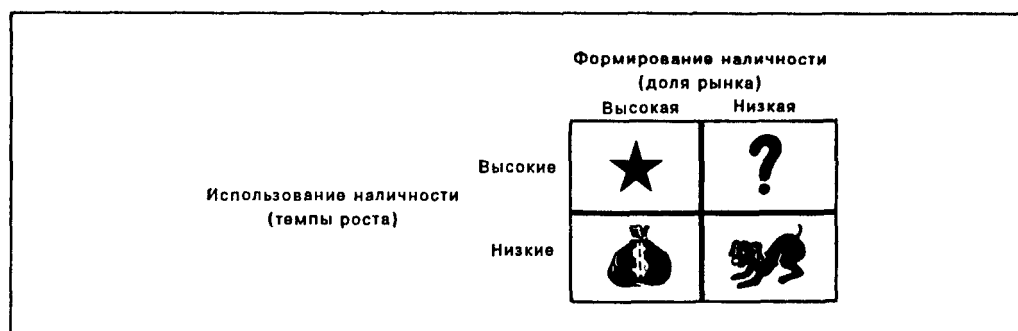 Формирование наличности
(доля рынка)
Высокая Низкая
Высокие
?
Использование наличности
(темпы роста)
Низкие